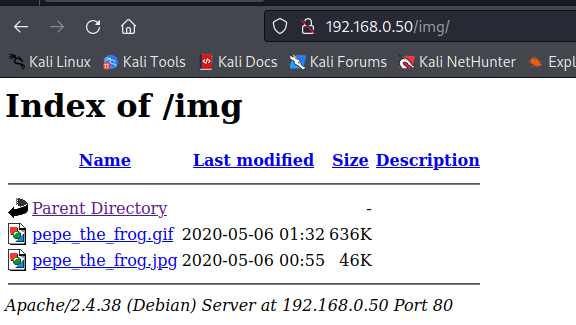 192.168.0.50/img/
Kali Linux Kali Tools Kali Docs Kali Forums Kali NetHunter Expl
Index of /img
Name Last modified Size Description
Parent Directory -
pepe_the_frog.gif 2020-05-06 01:32 636K
pepe_the_frog.jpg 2020-05-06 00:55 46K
Apache/2.4.38 (Debian) Server at 192.168.0.50 Port 80